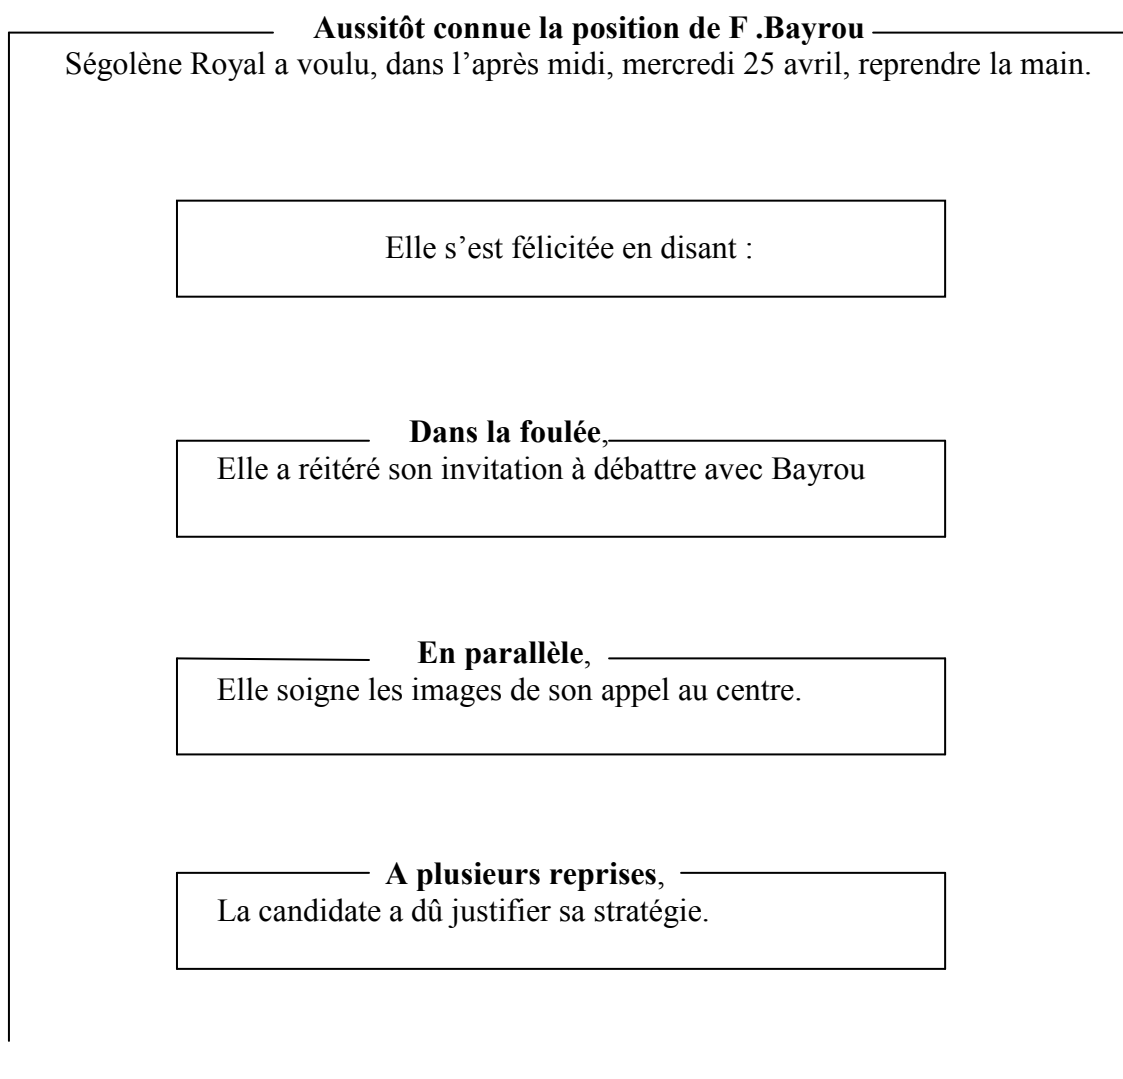 Aussitôt connue la position de F .Bayrou
Ségolène Royal a voulu, dans l’après midi, mercredi 25 avril, reprendre la main.
Elle s’est félicitée en disant :
Dans la foulée,
Elle a réitéré son invitation à débattre avec Bayrou
En parallèle,
Elle soigne les images de son appel au centre.
A plusieurs reprises,
La candidate a dû justifier sa stratégie.